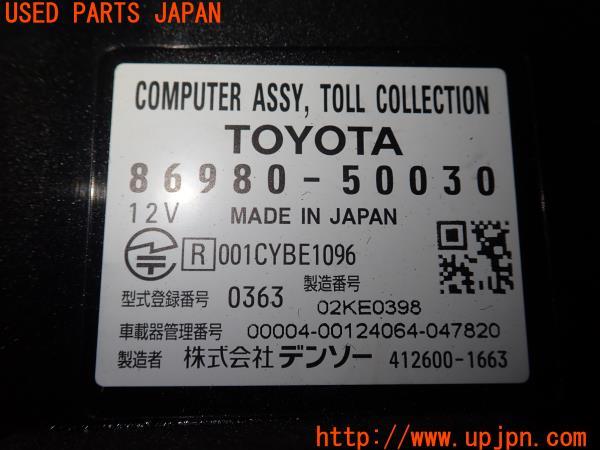 USED PARTS JAPAN
COMPUTER ASSY, TOLL COLLECTION
TOYOTA
86980-50030
12V MADE IN JAPAN
R 001CYBE1096
型式登録番号 0363 製造番号 02KE0398
車載器管理番号 00004-00124064-047820
製造者 株式会社 デンソー 412600-1663
http://www.upjpn.com